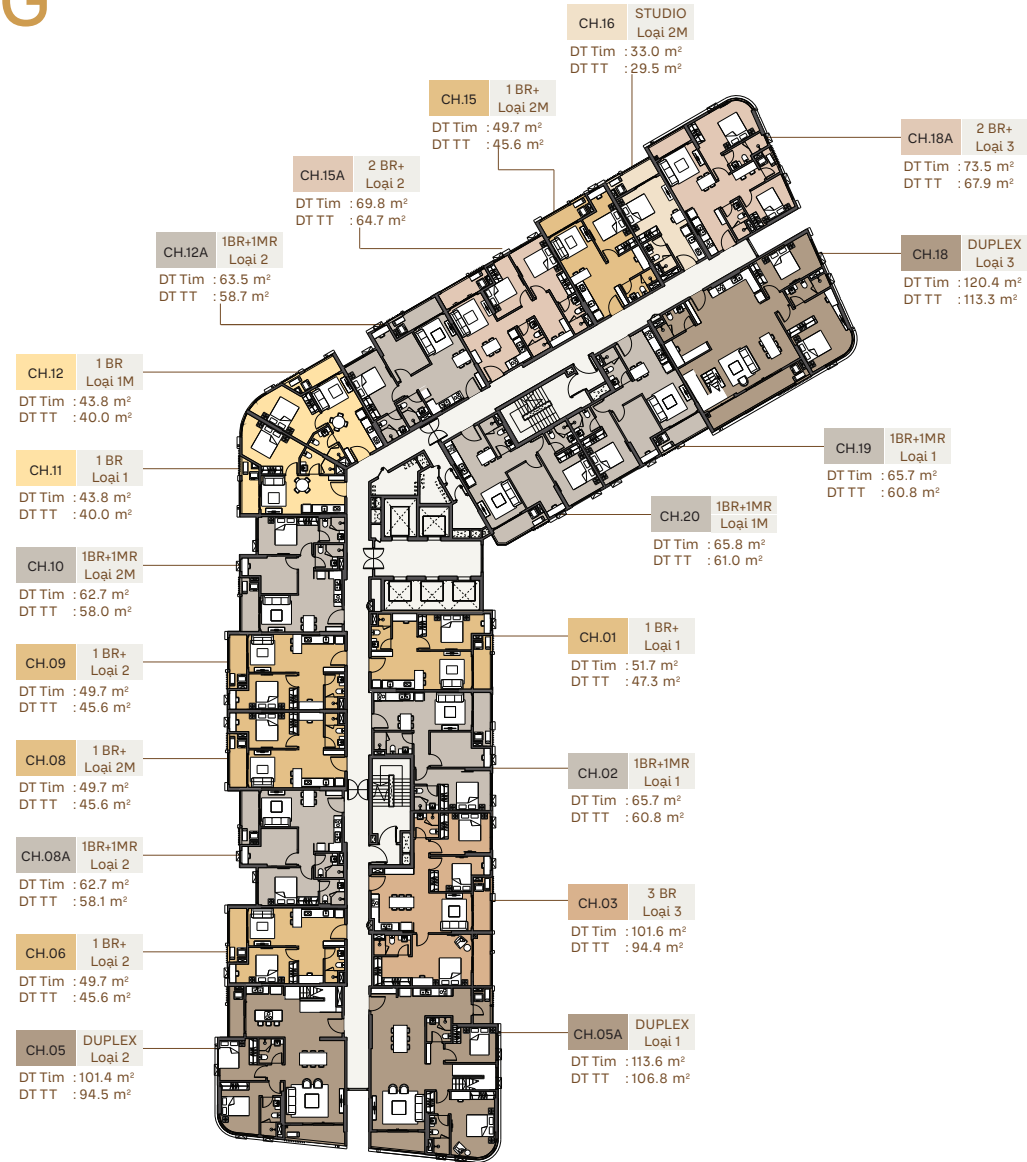 G
CH.16
STUDIO
Loại 2M
DT Tim : 33.0 m²
DT TT : 29.5 m²
CH.15
1 BR+
Loại 2M
DT Tim : 49.7 m²
DT TT : 45.6 m²
CH.18A
2 BR+
Loại 3
DT Tim : 73.5 m²
DT TT : 67.9 m²
CH.15A
2 BR+
Loại 2
DT Tim : 69.8 m²
DT TT : 64.7 m²
CH.12A
1BR+1MR
Loại 2
DT Tim : 63.5 m²
DT TT : 58.7 m²
CH.18
DUPLEX
Loại 3
DT Tim : 120.4 m²
DT TT : 113.3 m²
CH.12
1 BR
Loại 1M
DT Tim : 43.8 m²
DT TT : 40.0 m²
CH.19
1BR+1MR
Loại 1
DT Tim : 65.7 m²
DT TT : 60.8 m²
CH.11
1 BR
Loại 1
DT Tim : 43.8 m²
DT TT : 40.0 m²
CH.20
1BR+1MR
Loại 1M
DT Tim : 65.8 m²
DT TT : 61.0 m²
CH.10
1BR+1MR
Loại 2M
DT Tim : 62.7 m²
DT TT : 58.0 m²
CH.01
1 BR+
Loại 1
DT Tim : 51.7 m²
DT TT : 47.3 m²
CH.09
1 BR+
Loại 2
DT Tim : 49.7 m²
DT TT : 45.6 m²
CH.08
1 BR+
Loại 2M
DT Tim : 49.7 m²
DT TT : 45.6 m²
CH.02
1BR+1MR
Loại 1
DT Tim : 65.7 m²
DT TT : 60.8 m²
CH.08A
1BR+1MR
Loại 2
DT Tim : 62.7 m²
DT TT : 58.1 m²
CH.03
3 BR
Loại 3
DT Tim : 101.6 m²
DT TT : 94.4 m²
CH.06
1 BR+
Loại 2
DT Tim : 49.7 m²
DT TT : 45.6 m²
CH.05
DUPLEX
Loại 2
DT Tim : 101.4 m²
DT TT : 94.5 m²
CH.05A
DUPLEX
Loại 1
DT Tim : 113.6 m²
DT TT : 106.8 m²